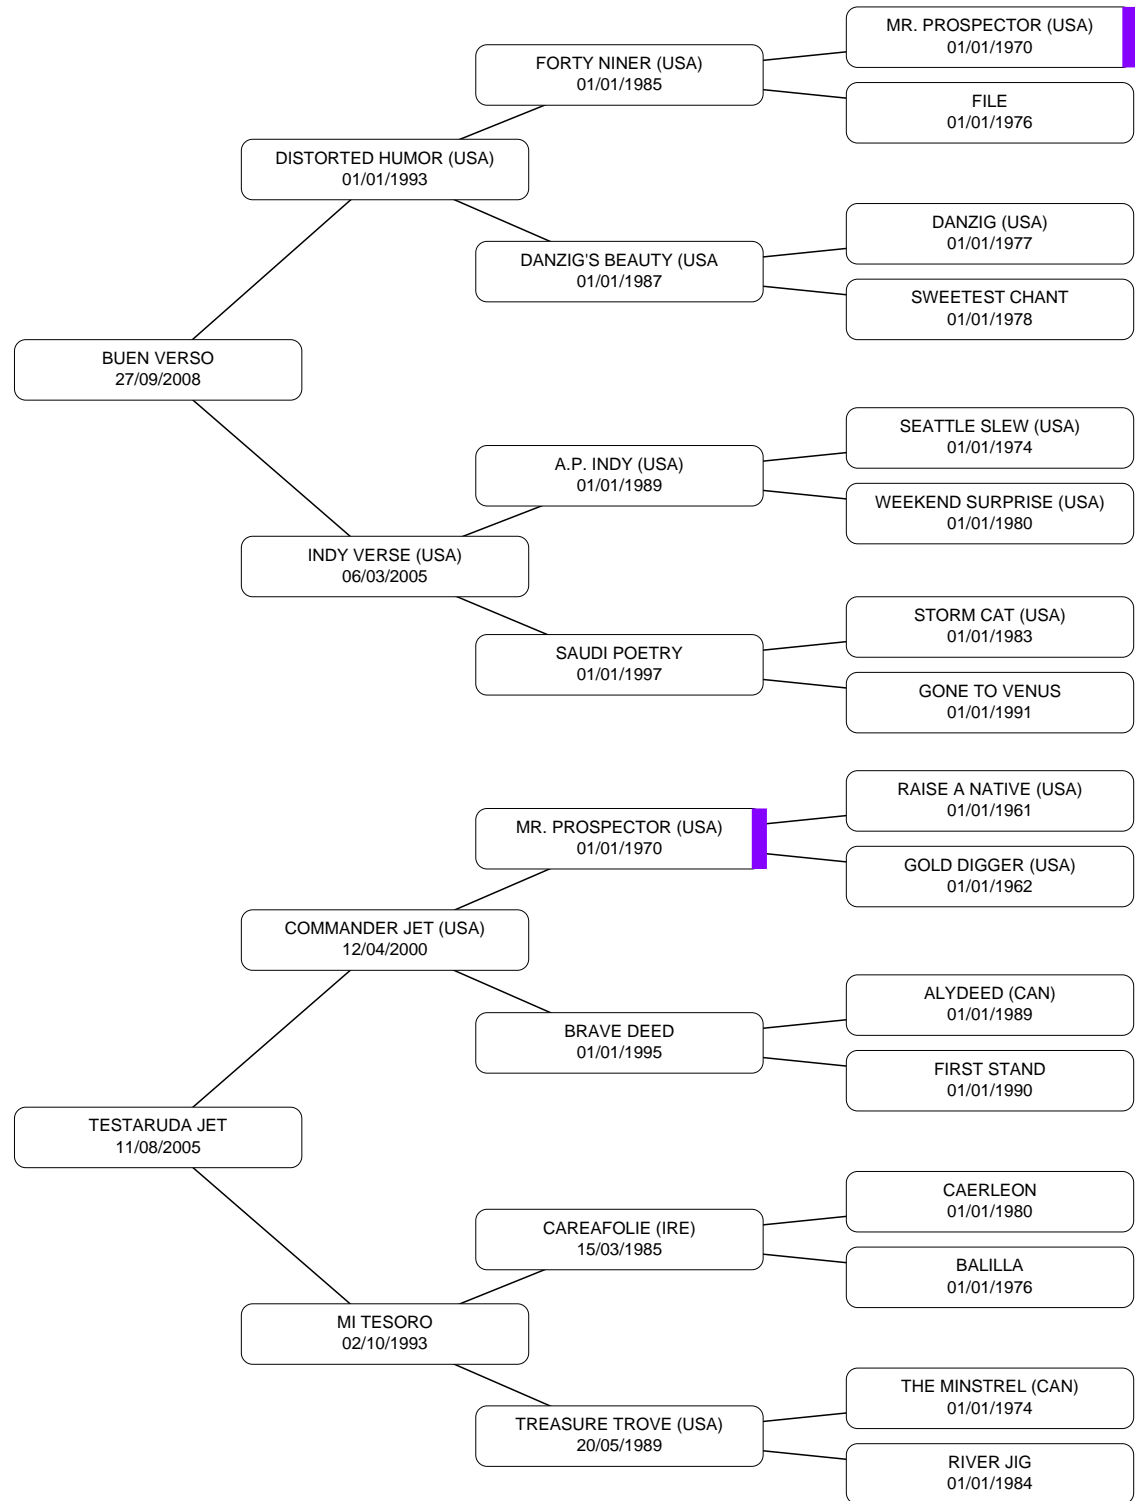 MR. PROSPECTOR (USA)
01/01/1970
FORTY NINER (USA)
01/01/1985
FILE
01/01/1976
DISTORTED HUMOR (USA)
01/01/1993
DANZIG (USA)
01/01/1977
DANZIG'S BEAUTY (USA
01/01/1987
SWEETEST CHANT
01/01/1978
BUEN VERSO
27/09/2008
SEATTLE SLEW (USA)
01/01/1974
A.P. INDY (USA)
01/01/1989
WEEKEND SURPRISE (USA)
01/01/1980
INDY VERSE (USA)
06/03/2005
STORM CAT (USA)
01/01/1983
SAUDI POETRY
01/01/1997
GONE TO VENUS
01/01/1991
RAISE A NATIVE (USA)
01/01/1961
MR. PROSPECTOR (USA)
01/01/1970
GOLD DIGGER (USA)
01/01/1962
COMMANDER JET (USA)
12/04/2000
ALYDEED (CAN)
01/01/1989
BRAVE DEED
01/01/1995
FIRST STAND
01/01/1990
TESTARUDA JET
11/08/2005
CAERLEON
01/01/1980
CAREAFOLIE (IRE)
15/03/1985
BALILLA
01/01/1976
MI TESORO
02/10/1993
THE MINSTREL (CAN)
01/01/1974
TREASURE TROVE (USA)
20/05/1989
RIVER JIG
01/01/1984